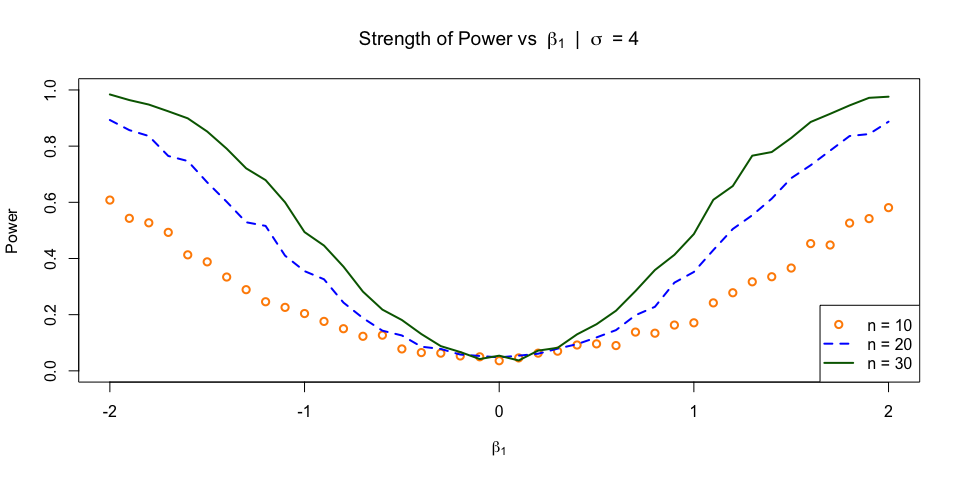 Strength of Power vs β₁ | σ = 4
Power
1.0
0.8
0.6
0.4
0.2
0.0
-2
-1
0
1
2
β₁
n = 10
n = 20
n = 30